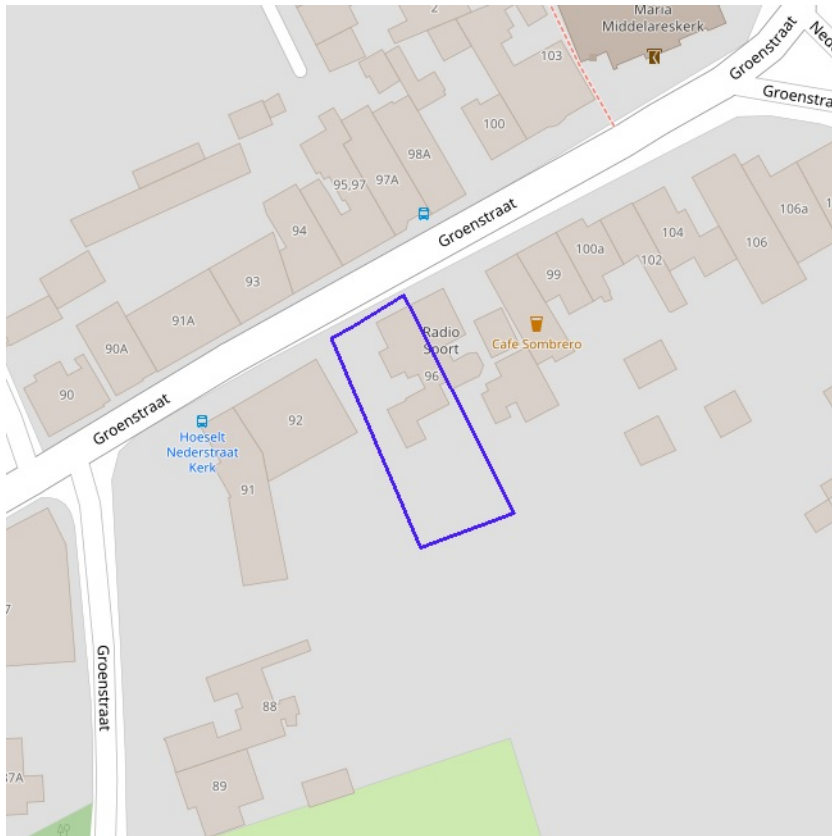 2
Maria
Middelareskerk
103
Groenstraat
100
98A
97A
95,97
94
93
91A
90A
90
Groenstraat
106a
106
104
102
100a
99
Cafe Sombrero
Radio
Sport
96
92
91
Groenstraat
Hoeselt
Nederstraat
Kerk
Groenstraat
88
89